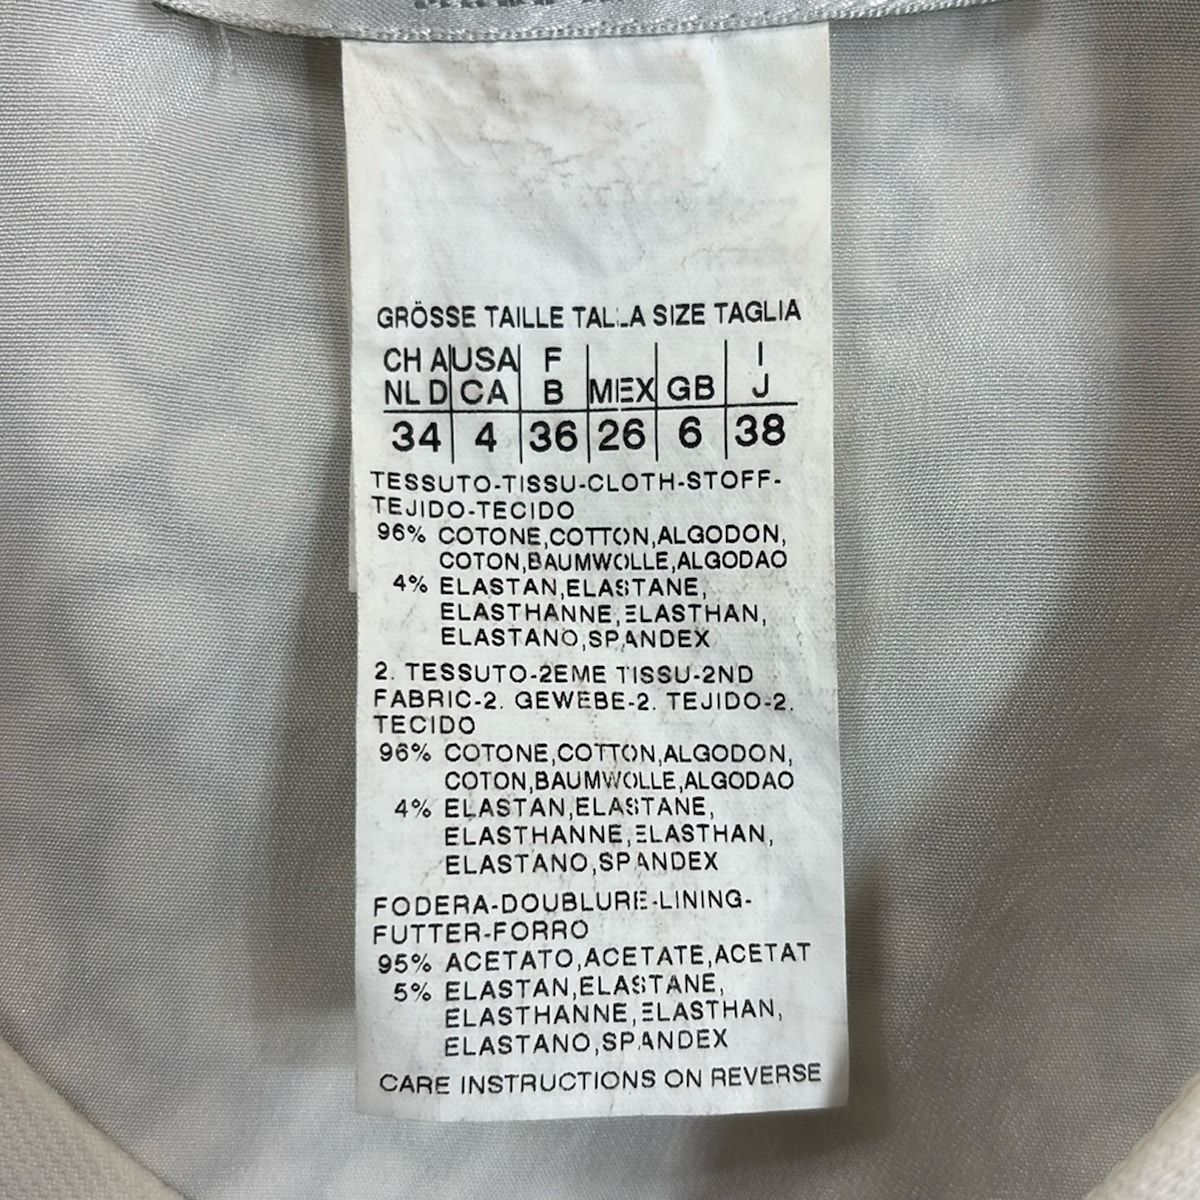 GRÖSSE TAILLE TALLA SIZE TAGLIA
CH A USA F I
NL D CA B MEX GB J
34 4 36 26 6 38
TESSUTO-TISSU-CLOTH-STOFF-
TEJIDO-TECIDO
96% COTONE,COTTON,ALGODON,
COTON,BAUMWOLLE,ALGODAO
4% ELASTAN,ELASTANE,
ELASTHANNE,ELASTHAN,
ELASTANO,SPANDEX
2. TESSUTO-2EME TISSU-2ND
FABRIC-2. GEWEBE-2. TEJIDO-2.
TECIDO
96% COTONE,COTTON,ALGODON,
COTON,BAUMWOLLE,ALGODAO
4% ELASTAN,ELASTANE,
ELASTHANNE,ELASTHAN,
ELASTANO,SPANDEX
FODERA-DOUBLURE-LINING-
FUTTER-FORRO
95% ACETATO,ACETATE,ACETAT
5% ELASTAN,ELASTANE,
ELASTHANNE,ELASTHAN,
ELASTANO,SPANDEX
CARE INSTRUCTIONS ON REVERSE